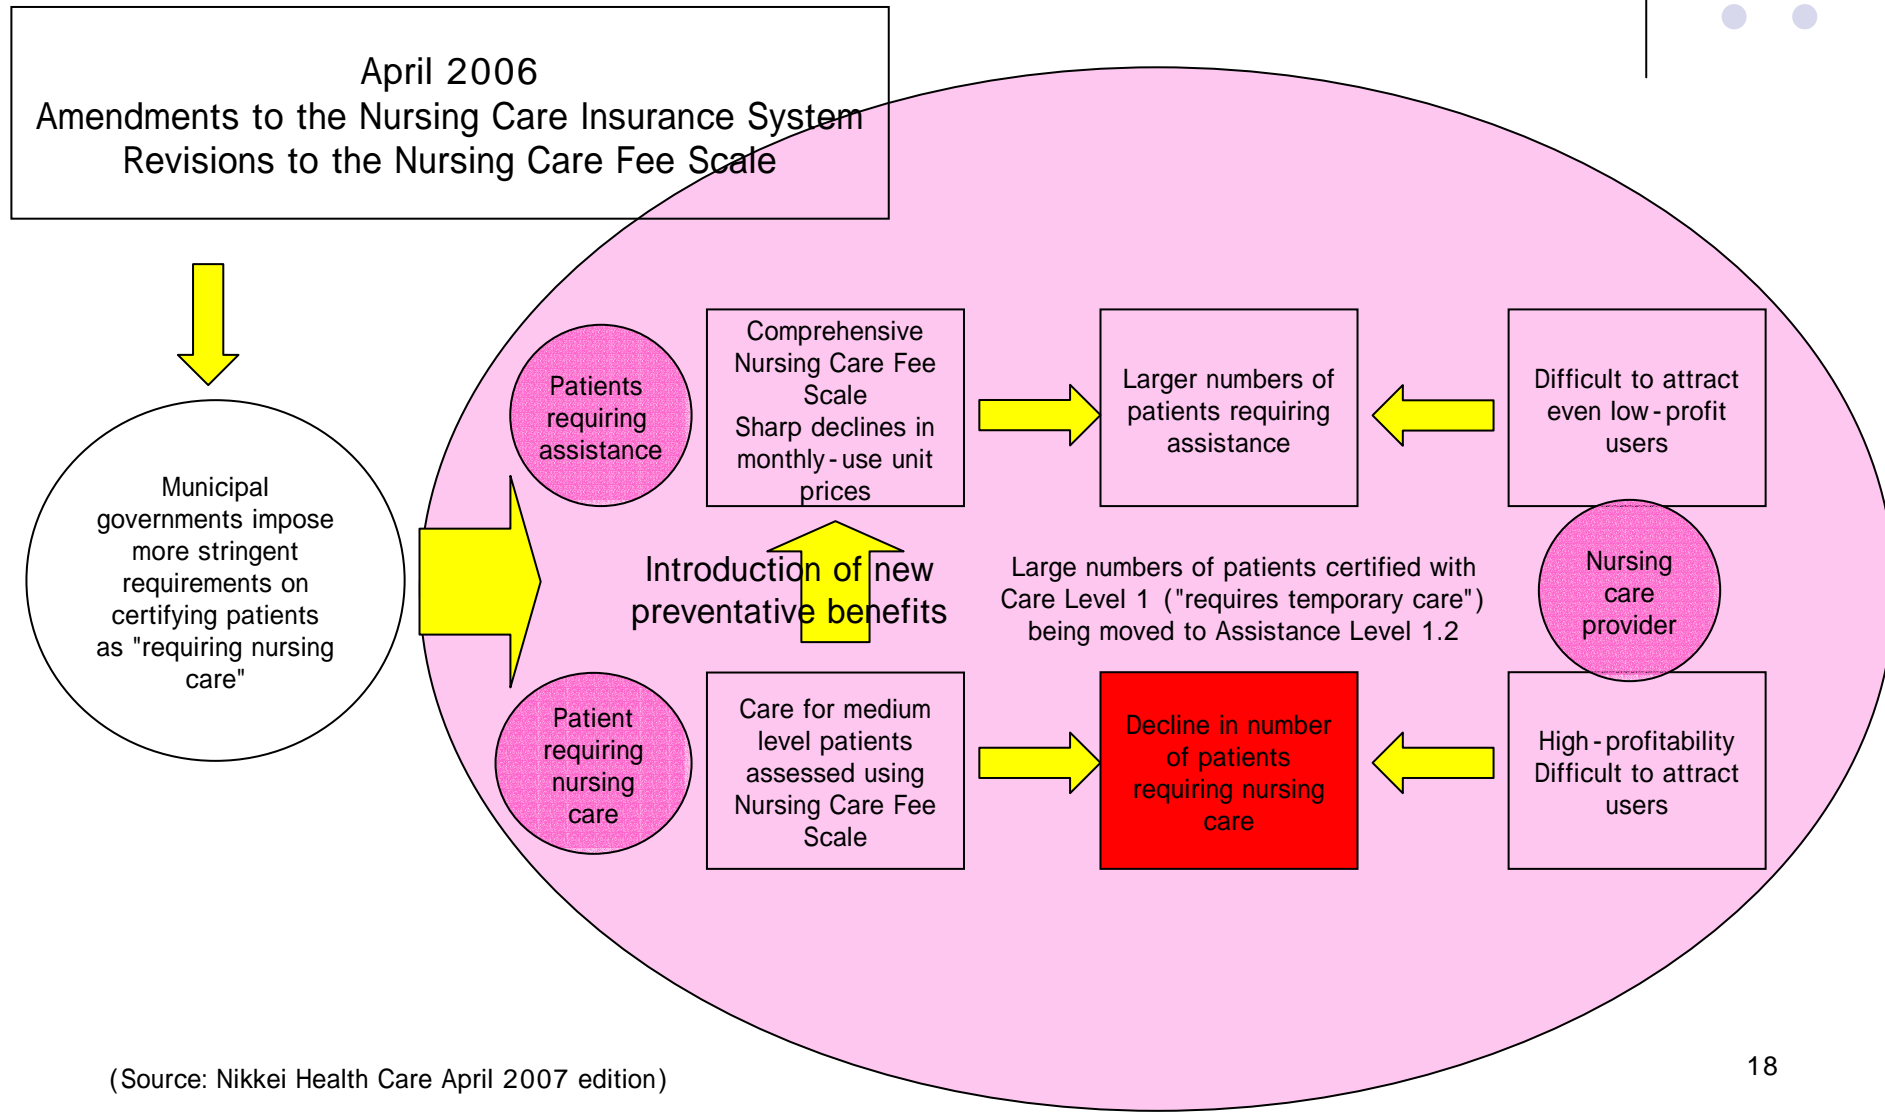 April 2006
Amendments to the Nursing Care Insurance System
Revisions to the Nursing Care Fee Scale
Municipal
governments impose
more stringent
requirements on
certifying patients
as "requiring nursing
care"
Patients
requiring
assistance
Comprehensive
Nursing Care Fee
Scale
Sharp declines in
monthly-use unit
prices
Larger numbers of
patients requiring
assistance
Difficult to attract
even low-profit
users
Introduction of new
preventative benefits
Large numbers of patients certified with
Care Level 1 ("requires temporary care")
being moved to Assistance Level 1.2
Nursing
care
provider
Patient
requiring
nursing
care
Care for medium
level patients
assessed using
Nursing Care Fee
Scale
Decline in number
of patients
requiring nursing
care
High-profitability
Difficult to attract
users
(Source: Nikkei Health Care April 2007 edition)
18